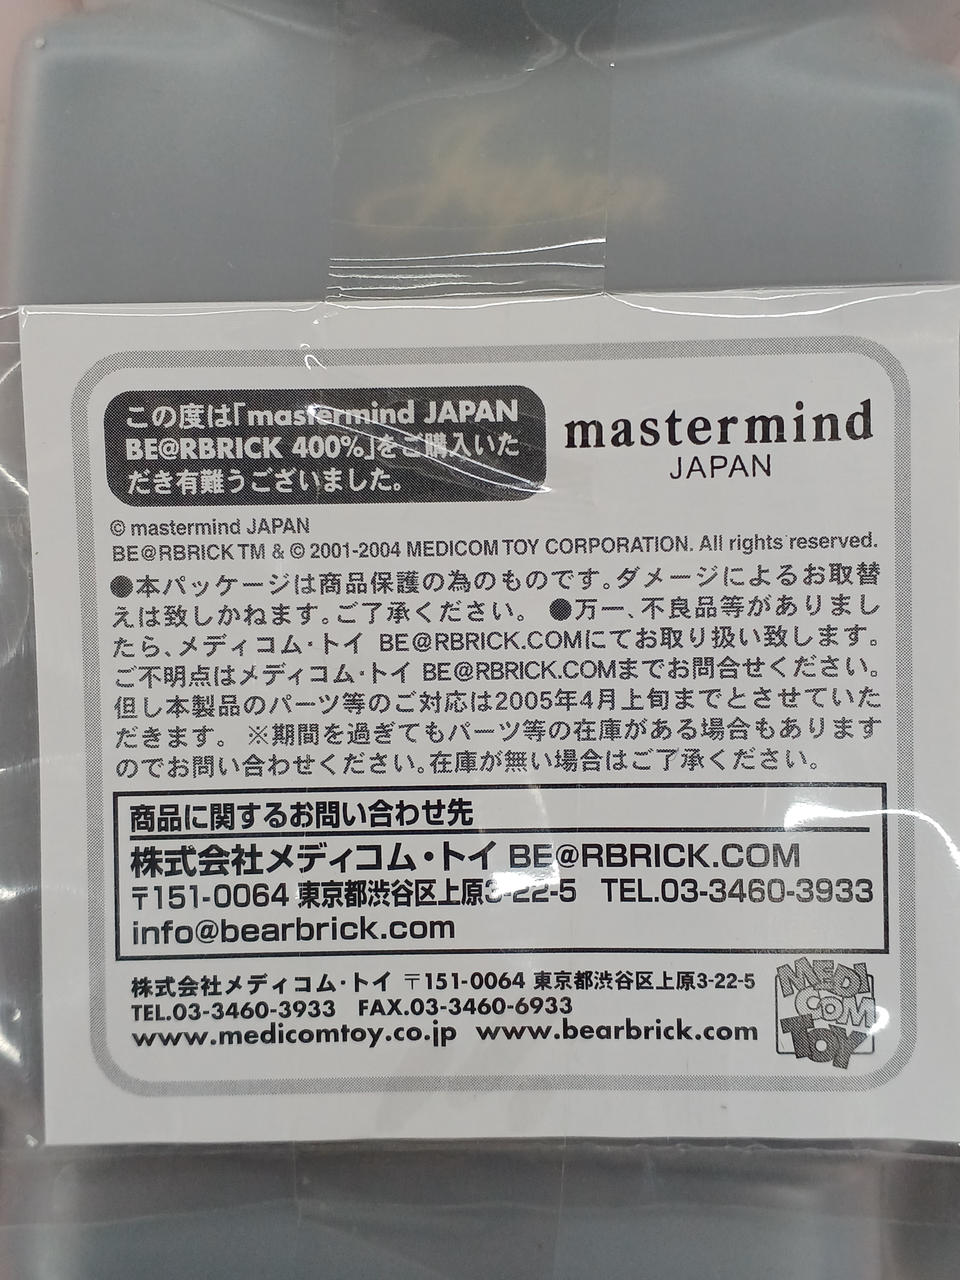 Japan
この度は「mastermind JAPAN
BE@RBRICK 400%」をご購入いた
だき有難うございました。
mastermind
JAPAN
© mastermind JAPAN
BE@RBRICK TM & © 2001-2004 MEDICOM TOY CORPORATION. All rights reserved.
●本パッケージは商品保護の為のものです。ダメージによるお取替
えは致しかねます。ご了承ください。 ●万一、不良品等がありまし
たら、メディコム・トイ BE@RBRICK.COMにてお取り扱い致します。
ご不明点はメディコム・トイ BE@RBRICK.COMまでお問合せください。
但し本製品のパーツ等のご対応は2005年4月上旬までとさせていた
だきます。 ※期間を過ぎてもパーツ等の在庫がある場合もあります
のでお問い合わせください。在庫が無い場合はご了承ください。
商品に関するお問い合わせ先
株式会社メディコム・トイ BE@RBRICK.COM
〒151-0064 東京都渋谷区上原3-22-5 TEL.03-3460-3933
info@bearbrick.com
株式会社メディコム・トイ 〒151-0064 東京都渋谷区上原3-22-5
TEL.03-3460-3933 FAX.03-3460-6933
www.medicomtoy.co.jp www.bearbrick.com
MEDI
COM
TOY